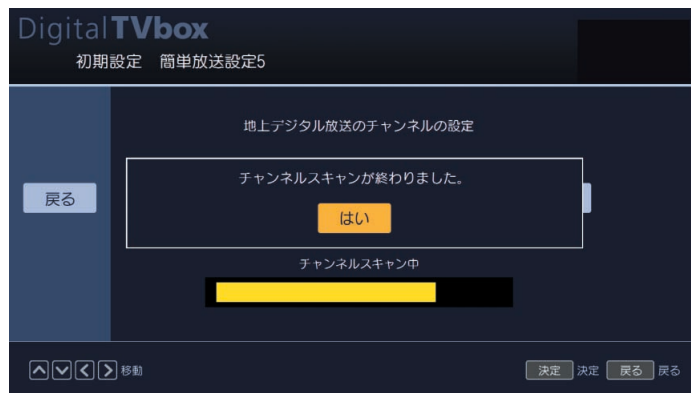 DigitalTVbox
初期設定 簡単放送設定5
地上デジタル放送のチャンネルの設定
チャンネルスキャンが終わりました。
戻る
はい
チャンネルスキャン中
移動 決定 決定 戻る 戻る